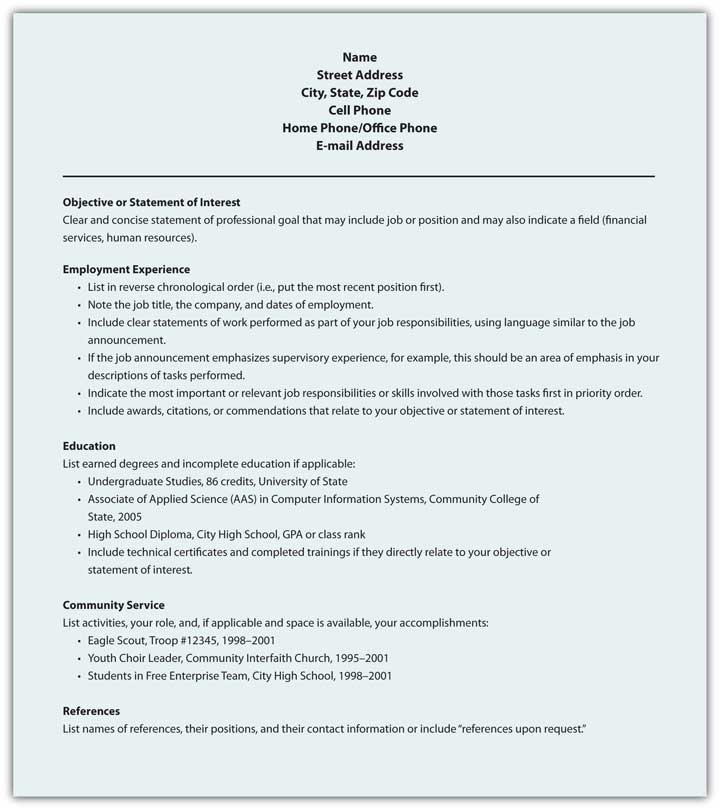 Name
Street Address
City, State, Zip Code
Cell Phone
Home Phone/Office Phone
E-mail Address
Objective or Statement of Interest
Clear and concise statement of professional goal that may include job or position and may also indicate a field (financial
services, human resources).
Employment Experience
• List in reverse chronological order (i.e., put the most recent position first).
• Note the job title, the company, and dates of employment.
• Include clear statements of work performed as part of your job responsibilities, using language similar to the job
announcement.
• If the job announcement emphasizes supervisory experience, for example, this should be an area of emphasis in your
descriptions of tasks performed.
• Indicate the most important or relevant job responsibilities or skills involved with those tasks first in priority order.
• Include awards, citations, or commendations that relate to your objective or statement of interest.
Education
List earned degrees and incomplete education if applicable:
• Undergraduate Studies, 86 credits, University of State
• Associate of Applied Science (AAS) in Computer Information Systems, Community College of
State, 2005
• High School Diploma, City High School, GPA or class rank
• Include technical certificates and completed trainings if they directly relate to your objective or
statement of interest.
Community Service
List activities, your role, and, if applicable and space is available, your accomplishments:
• Eagle Scout, Troop #12345, 1998–2001
• Youth Choir Leader, Community Interfaith Church, 1995–2001
• Students in Free Enterprise Team, City High School, 1998–2001
References
List names of references, their positions, and their contact information or include “references upon request.”